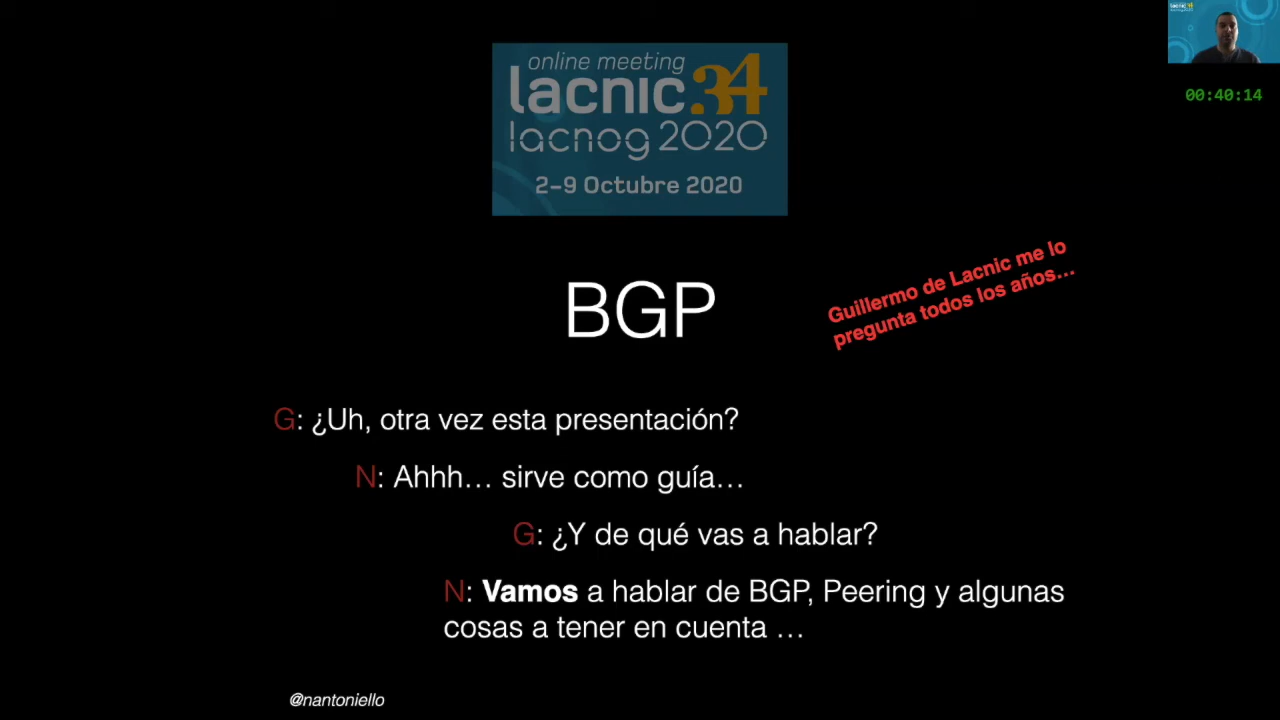 online meeting
lacnic 34
lacnog 2020
2-9 Octubre 2020
00:40:14
BGP
Guillermo de Lacnic me lo
pregunta todos los años…
G: ¿Uh, otra vez esta presentación?
N: Ahhh… sirve como guía…
G: ¿Y de qué vas a hablar?
N: Vamos a hablar de BGP, Peering y algunas
cosas a tener en cuenta …
@nantoniello